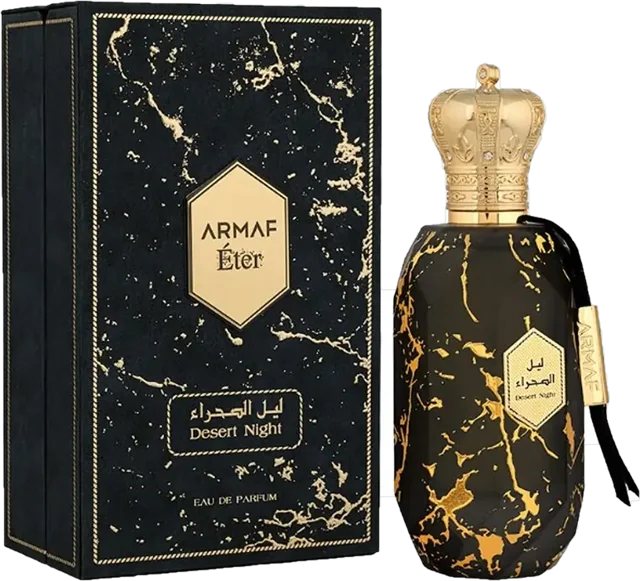 ARMAF
Éter
ليل الصحراء
Desert Night
EAU DE PARFUM
ليل
الصحراء
Desert Night
ARMAF